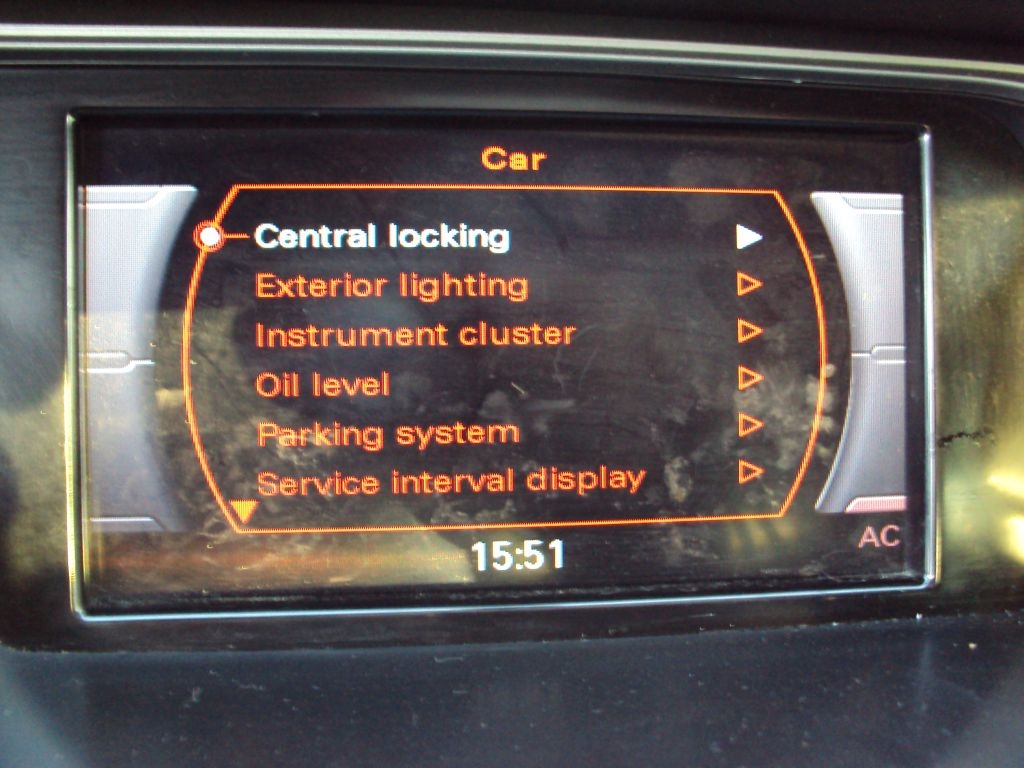 Car
Central locking
Exterior lighting
Instrument cluster
Oil level
Parking system
Service interval display
15:51
AC